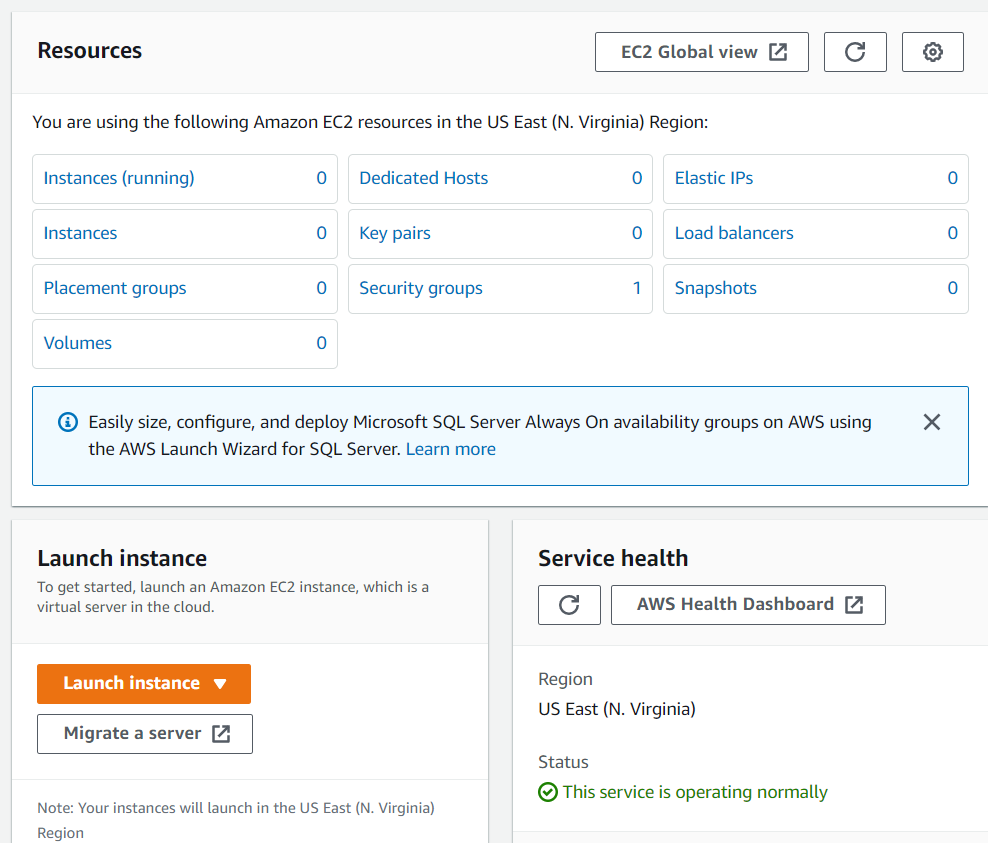 Resources
EC2 Global view
You are using the following Amazon EC2 resources in the US East (N. Virginia) Region:
Instances (running) 0
Dedicated Hosts 0
Elastic IPs 0
Instances 0
Key pairs 0
Load balancers 0
Placement groups 0
Security groups 1
Snapshots 0
Volumes 0
Easily size, configure, and deploy Microsoft SQL Server Always On availability groups on AWS using
the AWS Launch Wizard for SQL Server. Learn more
Launch instance
To get started, launch an Amazon EC2 instance, which is a
virtual server in the cloud.
Launch instance
Migrate a server
Note: Your instances will launch in the US East (N. Virginia)
Region
Service health
AWS Health Dashboard
Region
US East (N. Virginia)
Status
This service is operating normally